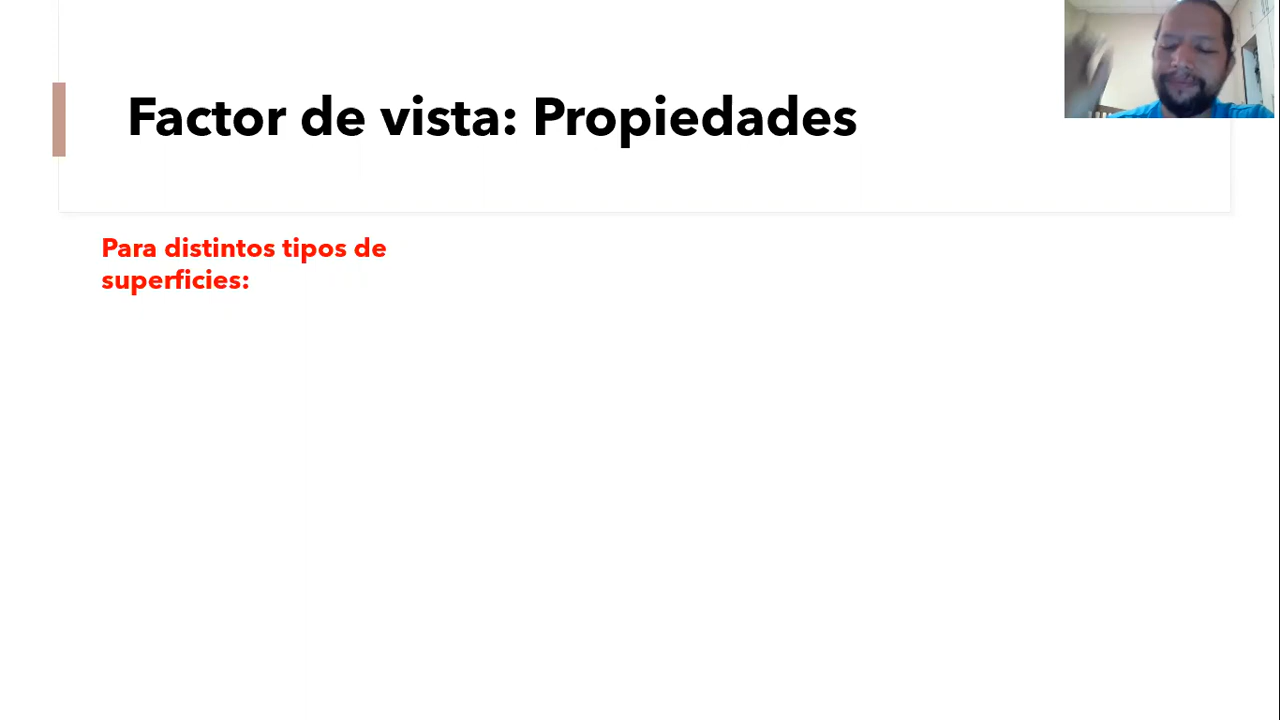 Factor de vista: Propiedades
Para distintos tipos de
superficies: